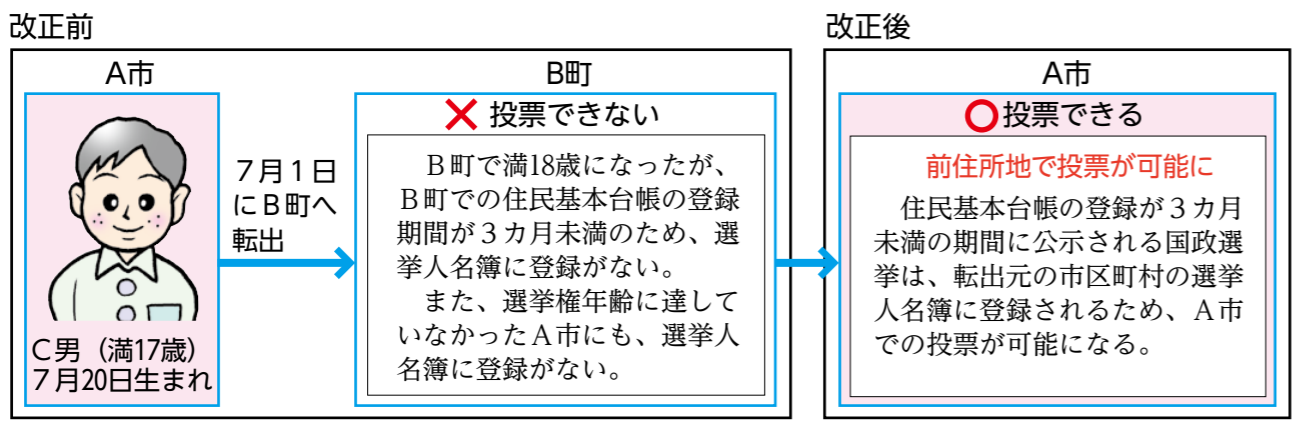 改正前
A市
C男（満17歳）
7月20日生まれ
7月1日
にB町へ
転出
B町
×投票できない
B町で満18歳になったが、
B町での住民基本台帳の登録
期間が3カ月未満のため、選
挙人名簿に登録がない。
また、選挙権年齢に達して
いなかったA市にも、選挙人
名簿に登録がない。
改正後
A市
○投票できる
前住所地で投票が可能に
住民基本台帳の登録が3カ月
未満の期間に公示される国政選
挙は、転出元の市区町村の選挙
人名簿に登録されるため、A市
での投票が可能になる。